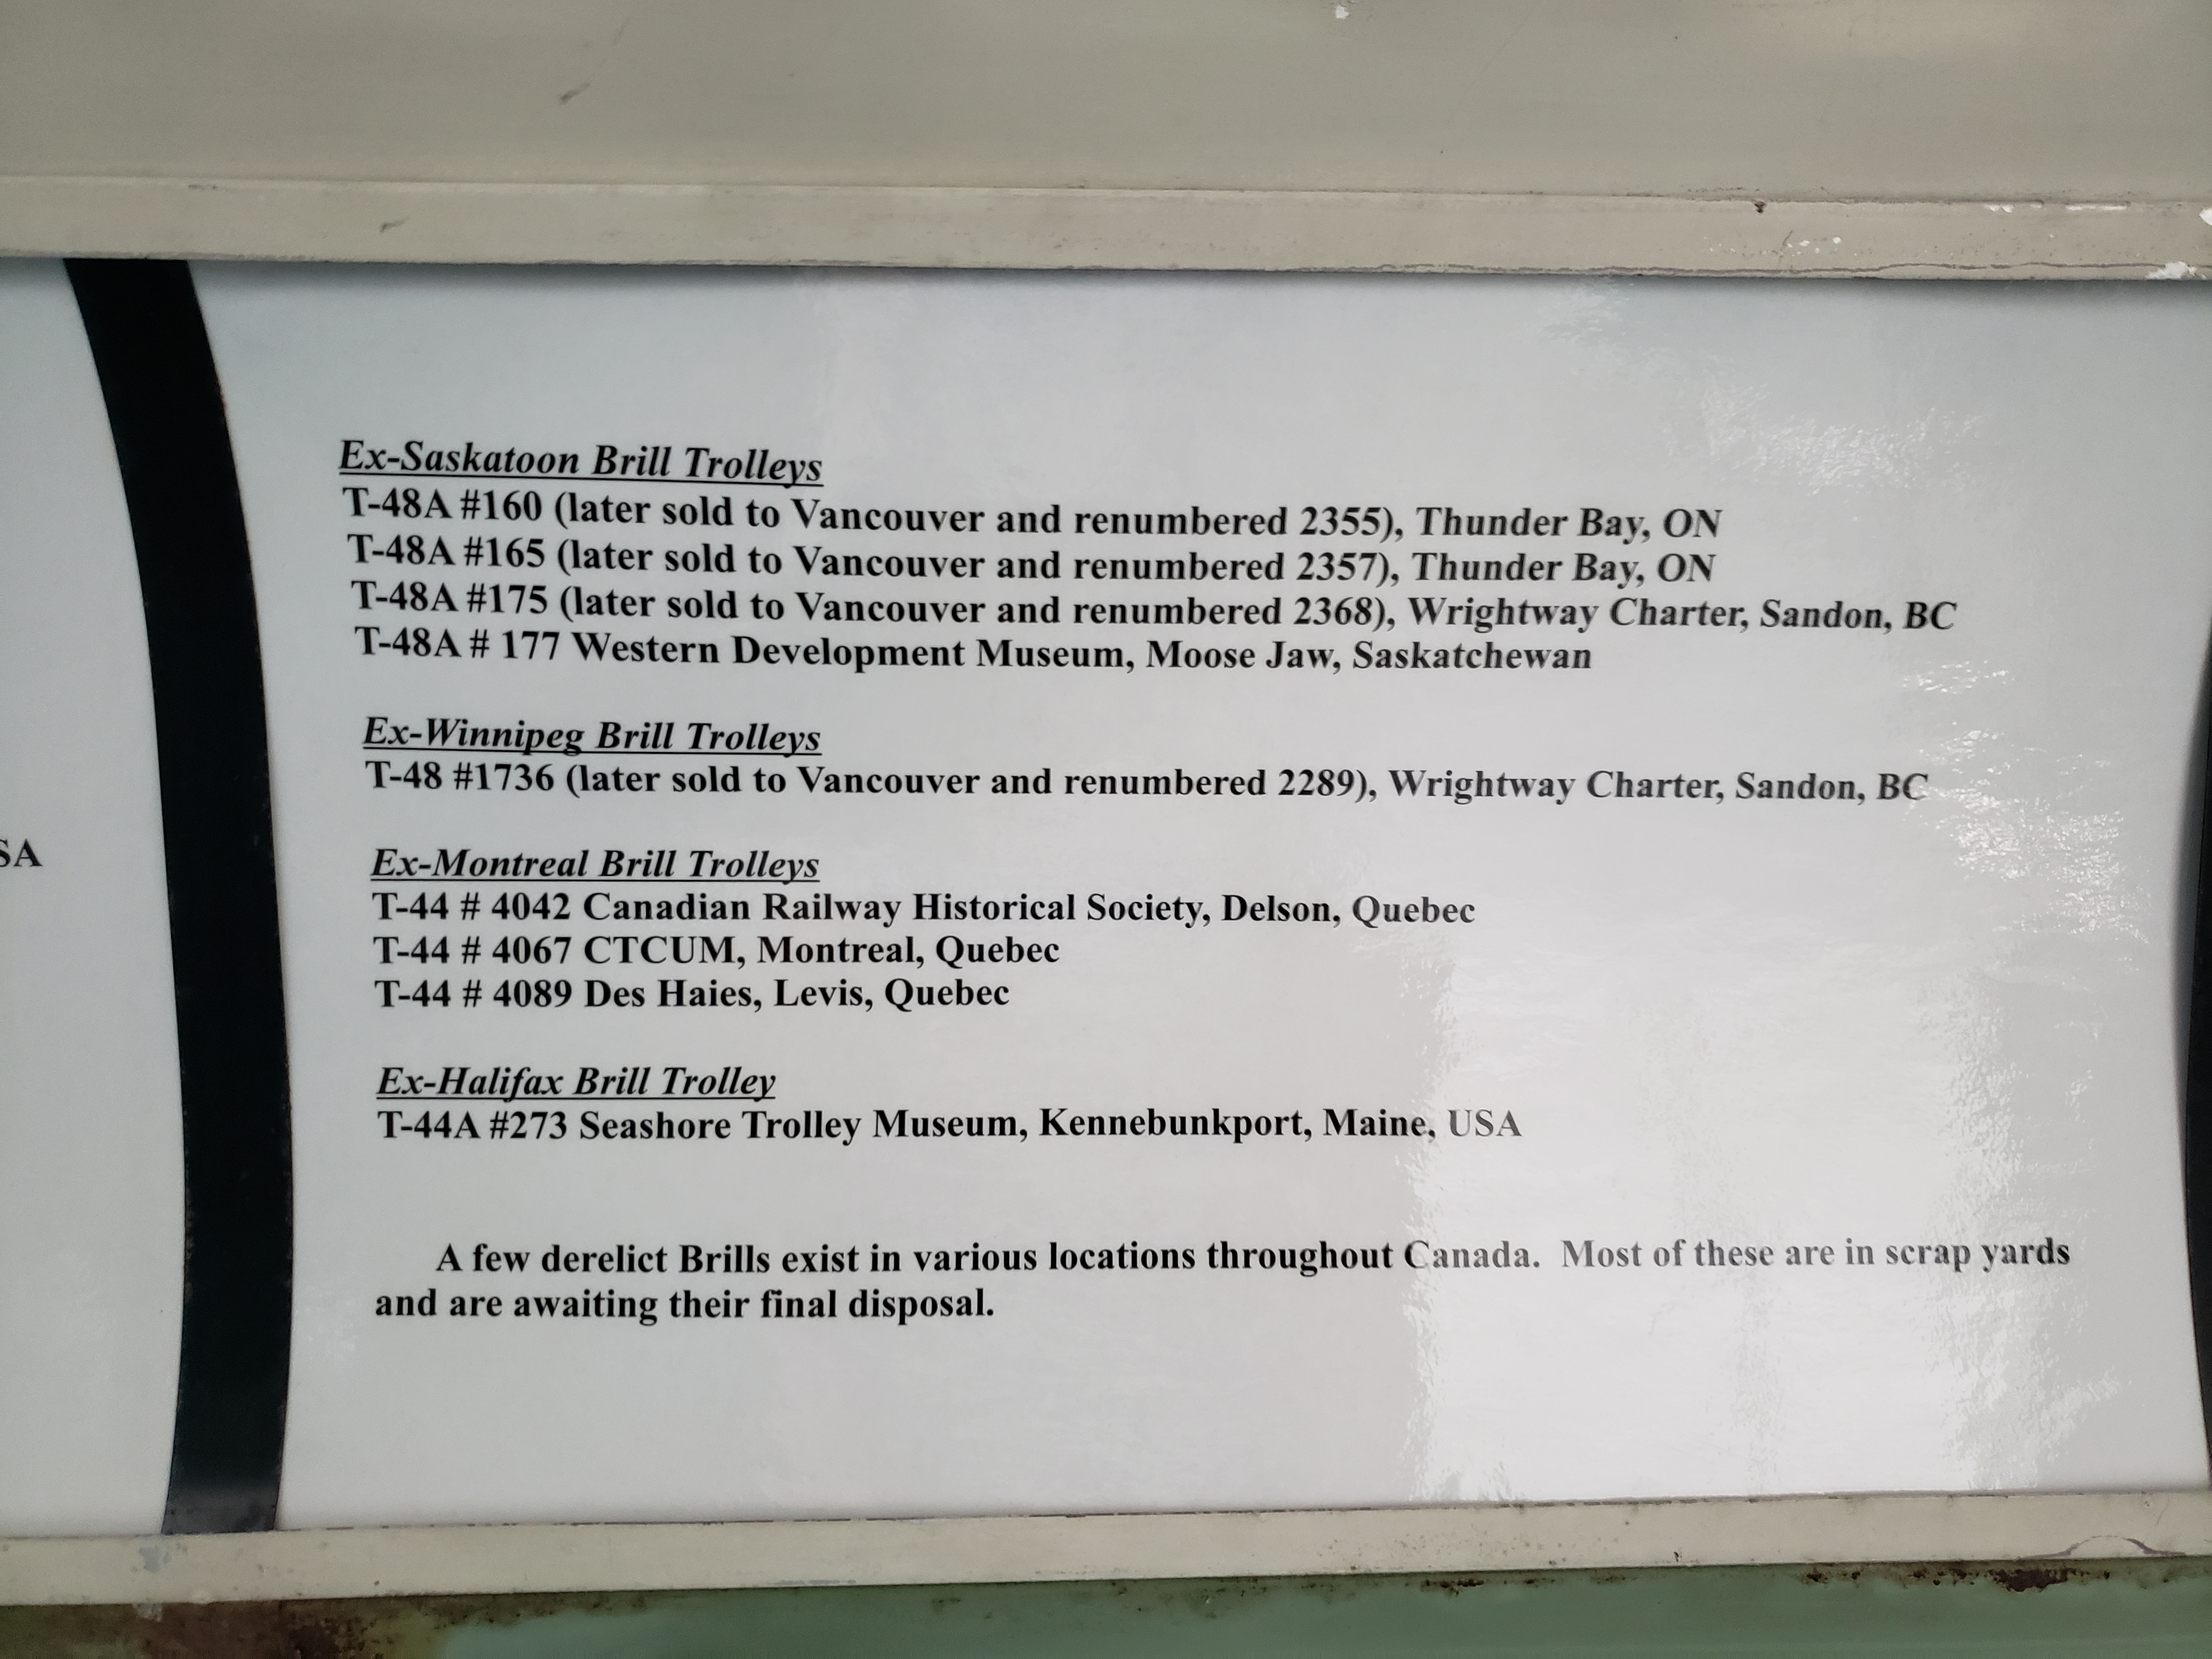 Ex-Saskatoon Brill Trolleys
T-48A #160 (later sold to Vancouver and renumbered 2355), Thunder Bay, ON
T-48A #165 (later sold to Vancouver and renumbered 2357), Thunder Bay, ON
T-48A #175 (later sold to Vancouver and renumbered 2368), Wrightway Charter, Sandon, BC
T-48A # 177 Western Development Museum, Moose Jaw, Saskatchewan
Ex-Winnipeg Brill Trolleys
T-48 #1736 (later sold to Vancouver and renumbered 2289), Wrightway Charter, Sandon, BC
SA
Ex-Montreal Brill Trolleys
T-44 # 4042 Canadian Railway Historical Society, Delson, Quebec
T-44 # 4067 CTCUM, Montreal, Quebec
T-44 # 4089 Des Haies, Levis, Quebec
Ex-Halifax Brill Trolley
T-44A #273 Seashore Trolley Museum, Kennebunkport, Maine, USA
A few derelict Brills exist in various locations throughout Canada. Most of these are in scrap yards
and are awaiting their final disposal.